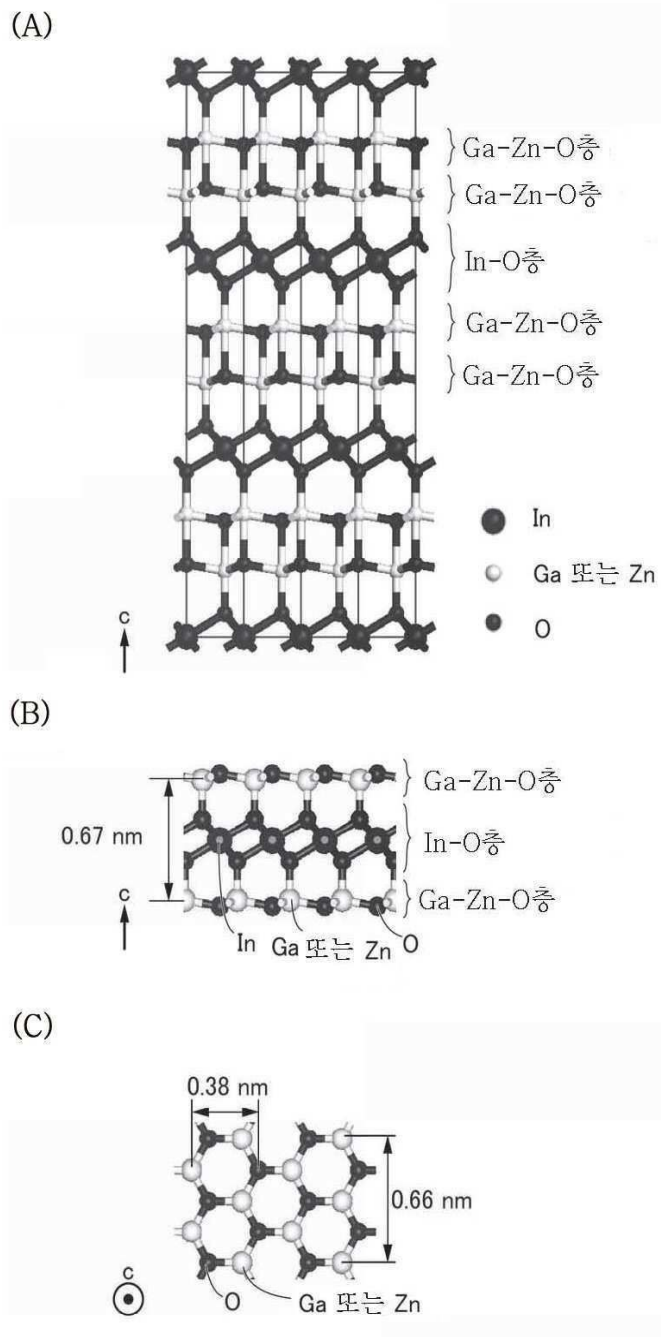 (A)
Ga-Zn-O층
Ga-Zn-O층
In-O층
Ga-Zn-O층
Ga-Zn-O층
In
Ga 또는 Zn
O
c
(B)
Ga-Zn-O층
0.67 nm
In-O층
c
Ga-Zn-O층
In Ga 또는 Zn O
(C)
0.38 nm
0.66 nm
c
O Ga 또는 Zn